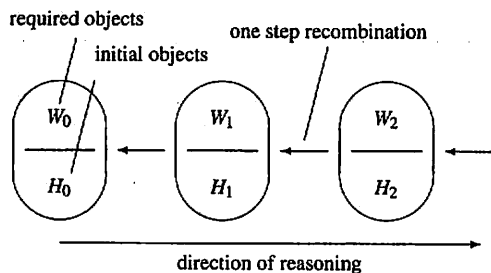 required objects
initial objects
one step recombination
W₀
W₁
W₂
H₀
H₁
H₂
direction of reasoning